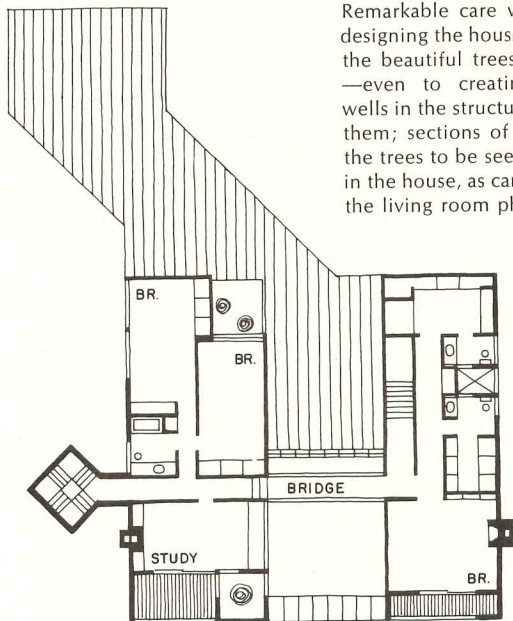 Remarkable care
designing the hous
the beautiful trees
—even to creatin
wells in the structu
them; sections of
the trees to be see
in the house, as car
the living room ph
BR.
BR.
BRIDGE
STUDY
BR.